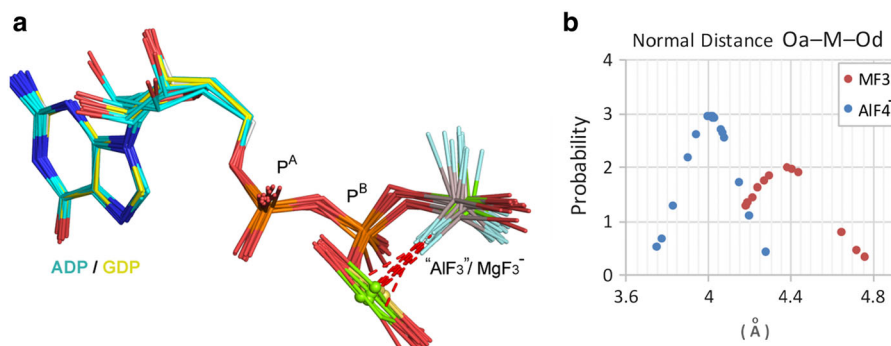 a
P^A
P^B
ADP / GDP
"AlF₃"/ MgF₃⁻
b
Normal Distance Oa–M–Od
4
3
2
1
0
Probability
MF3
AlF4⁻
3.6 4 4.4 4.8
(Å)